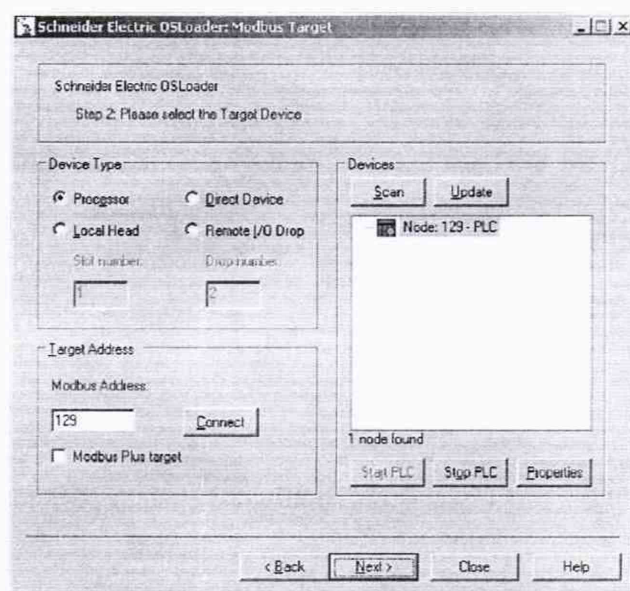 Schneider Electric OSLoader: Modbus Target
Schneider Electric OSLoader
Step 2: Please select the Target Device
Device Type
Processor
Direct Device
Local Head
Remote I/O Drop
Slot number:
Drop number:
1
2
Target Address
Modbus Address:
129
Connect
Modbus Plus target
Devices
Scan
Update
Node: 129 - PLC
1 node found
Start PLC
Stop PLC
Properties
< Back
Next >
Close
Help